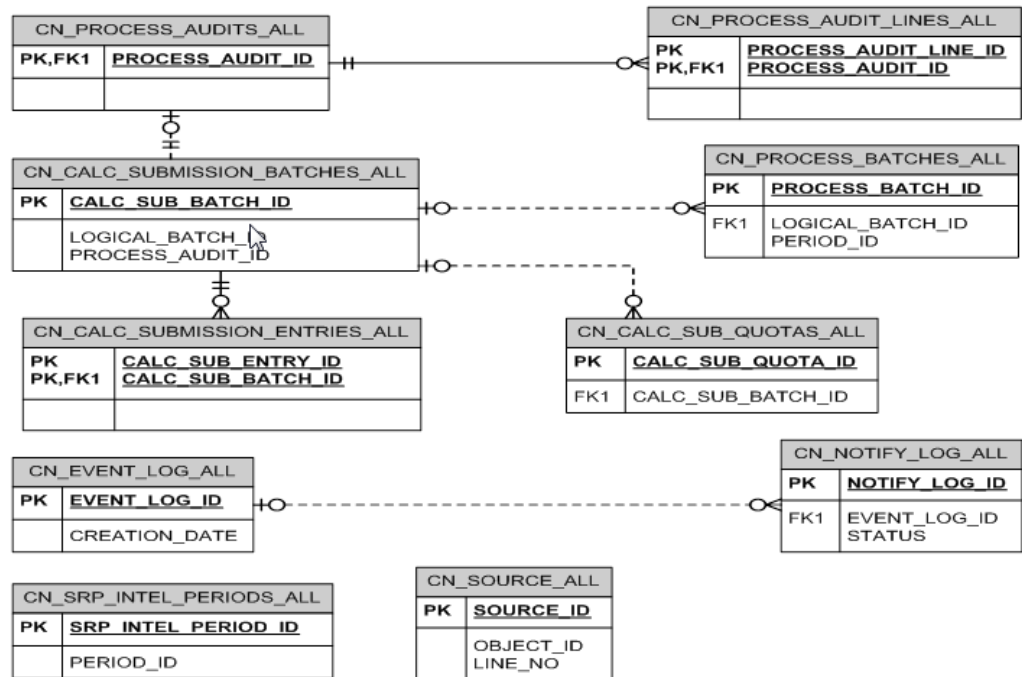 CN_PROCESS_AUDITS_ALL
PK,FK1 PROCESS_AUDIT_ID
CN_PROCESS_AUDIT_LINES_ALL
PK PROCESS_AUDIT_LINE_ID
PK,FK1 PROCESS_AUDIT_ID
CN_CALC_SUBMISSION_BATCHES_ALL
PK CALC_SUB_BATCH_ID
LOGICAL_BATCH_ID
PROCESS_AUDIT_ID
CN_PROCESS_BATCHES_ALL
PK PROCESS_BATCH_ID
FK1 LOGICAL_BATCH_ID
PERIOD_ID
CN_CALC_SUBMISSION_ENTRIES_ALL
PK CALC_SUB_ENTRY_ID
PK,FK1 CALC_SUB_BATCH_ID
CN_CALC_SUB_QUOTAS_ALL
PK CALC_SUB_QUOTA_ID
FK1 CALC_SUB_BATCH_ID
CN_EVENT_LOG_ALL
PK EVENT_LOG_ID
CREATION_DATE
CN_NOTIFY_LOG_ALL
PK NOTIFY_LOG_ID
FK1 EVENT_LOG_ID
STATUS
CN_SRP_INTEL_PERIODS_ALL
PK SRP_INTEL_PERIOD_ID
PERIOD_ID
CN_SOURCE_ALL
PK SOURCE_ID
OBJECT_ID
LINE_NO